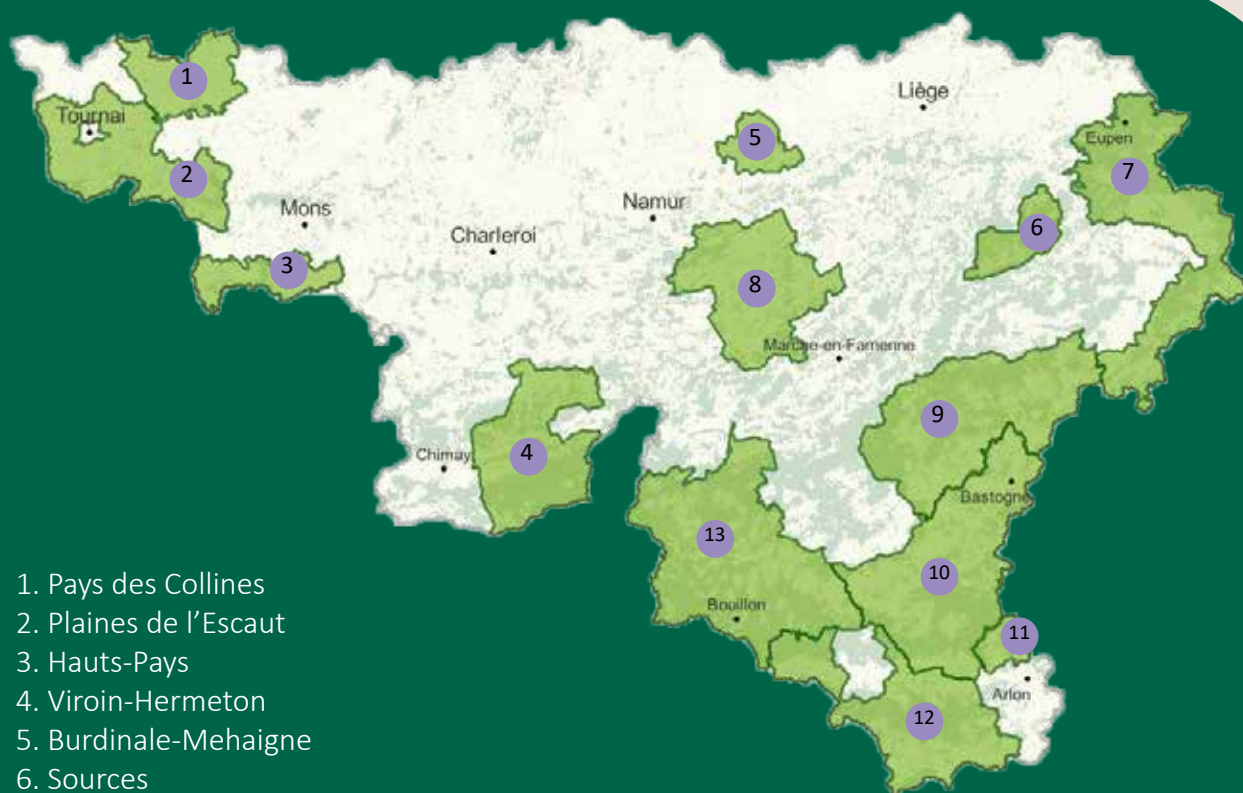 1
Tournai
2
Mons
3
Charleroi
Namur
Liège
5
Eupen
7
6
8
Marche-en-Famenne
9
Chimay
4
Bastogne
13
10
Bouillon
11
Arlon
12
1. Pays des Collines
2. Plaines de l'Escaut
3. Hauts-Pays
4. Viroin-Hermeton
5. Burdinale-Mehaigne
6. Sources